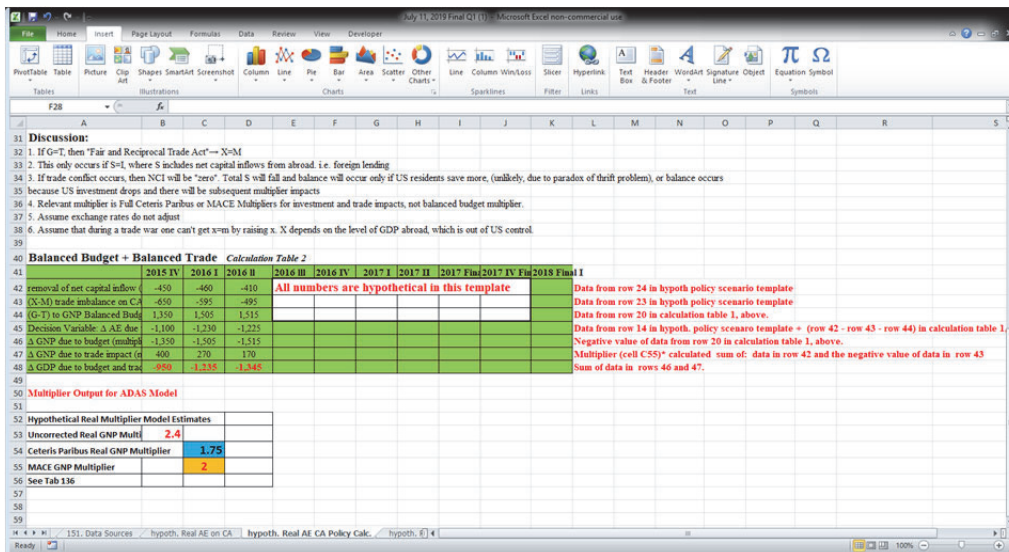 July 11, 2019 Final Q1 (1) - Microsoft Excel non-commercial use
File Home Insert Page Layout Formulas Data Review View Developer
PivotTable Table Picture Clip Art Shapes SmartArt Screenshot Column Line Pie Bar Area Scatter Other Charts Line Column Win/Loss Slicer Hyperlink Text Box Header & Footer WordArt Signature Line Object Equation Symbol
Tables Illustrations Charts Sparklines Filter Links Text Symbols
F28 fx
A B C D E F G H I J K L M N O P Q R S
31 Discussion:
32 1. If G=T, then "Fair and Reciprocal Trade Act"→ X=M
33 2. This only occurs if S=I, where S includes net capital inflows from abroad. i.e. foreign lending
34 3. If trade conflict occurs, then NCI will be "zero". Total S will fall and balance will occur only if US residents save more, (unlikely, due to paradox of thrift problem), or balance occurs
35 because US investment drops and there will be subsequent multiplier impacts
36 4. Relevant multiplier is Full Ceteris Paribus or MACE Multipliers for investment and trade impacts, not balanced budget multiplier.
37 5. Assume exchange rates do not adjust
38 6. Assume that during a trade war one can't get x=m by raising x. X depends on the level of GDP abroad, which is out of US control.
39
40 Balanced Budget + Balanced Trade Calculation Table 2
41 2015 IV 2016 I 2016 II 2016 III 2016 IV 2017 I 2017 II 2017 Fina 2017 IV Fin 2018 Final I
42 removal of net capital inflow ( -450 -460 -410 All numbers are hypothetical in this template Data from row 24 in hypoth policy scenario template
43 (X-M) trade imbalance on CA -650 -595 -495 Data from row 23 in hypoth policy scenario template
44 (G-T) to GNP Balanced Budg 1,350 1,505 1,515 Data from row 20 in calculation table 1, above.
45 Decision Variable: Δ AE due -1,100 -1,230 -1,225 Data from row 14 in hypoth. policy scenaro template + (row 42 - row 43 - row 44) in calculation table 1,
46 Δ GNP due to budget (multipl -1,350 -1,505 -1,515 Negative value of data from row 20 in calculation table 1, above.
47 Δ GNP due to trade impact (n 400 270 170 Multiplier (cell C55)* calculated sum of: data in row 42 and the negative value of data in row 43
48 Δ GDP due to budget and trad -950 -1,235 -1,345 Sum of data in rows 46 and 47.
49
50 Multiplier Output for ADAS Model
51
52 Hypothetical Real Multiplier Model Estimates
53 Uncorrected Real GNP Multi 2.4
54 Ceteris Paribus Real GNP Multiplier 1.75
55 MACE GNP Multiplier 2
56 See Tab 136
57
58
59
151. Data Sources hypoth. Real AE on CA hypoth. Real AE CA Policy Calc. hypoth.
Ready 100%